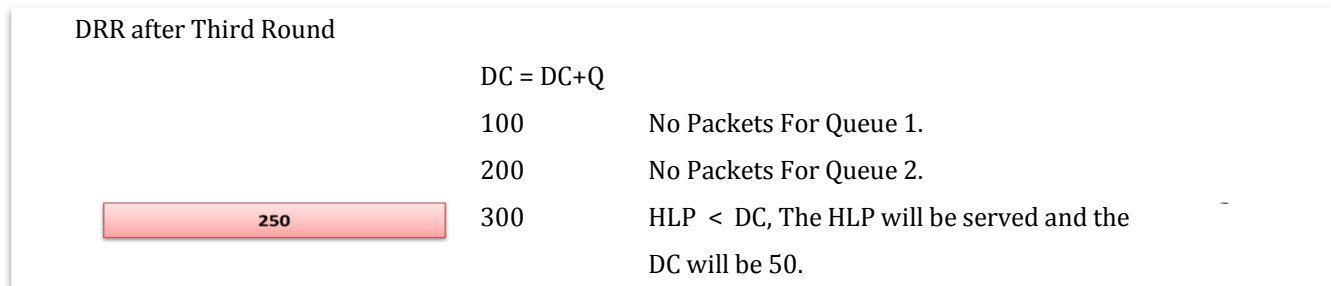 DRR after Third Round
DC = DC+Q
100 No Packets For Queue 1.
200 No Packets For Queue 2.
250 300 HLP < DC, The HLP will be served and the
DC will be 50.